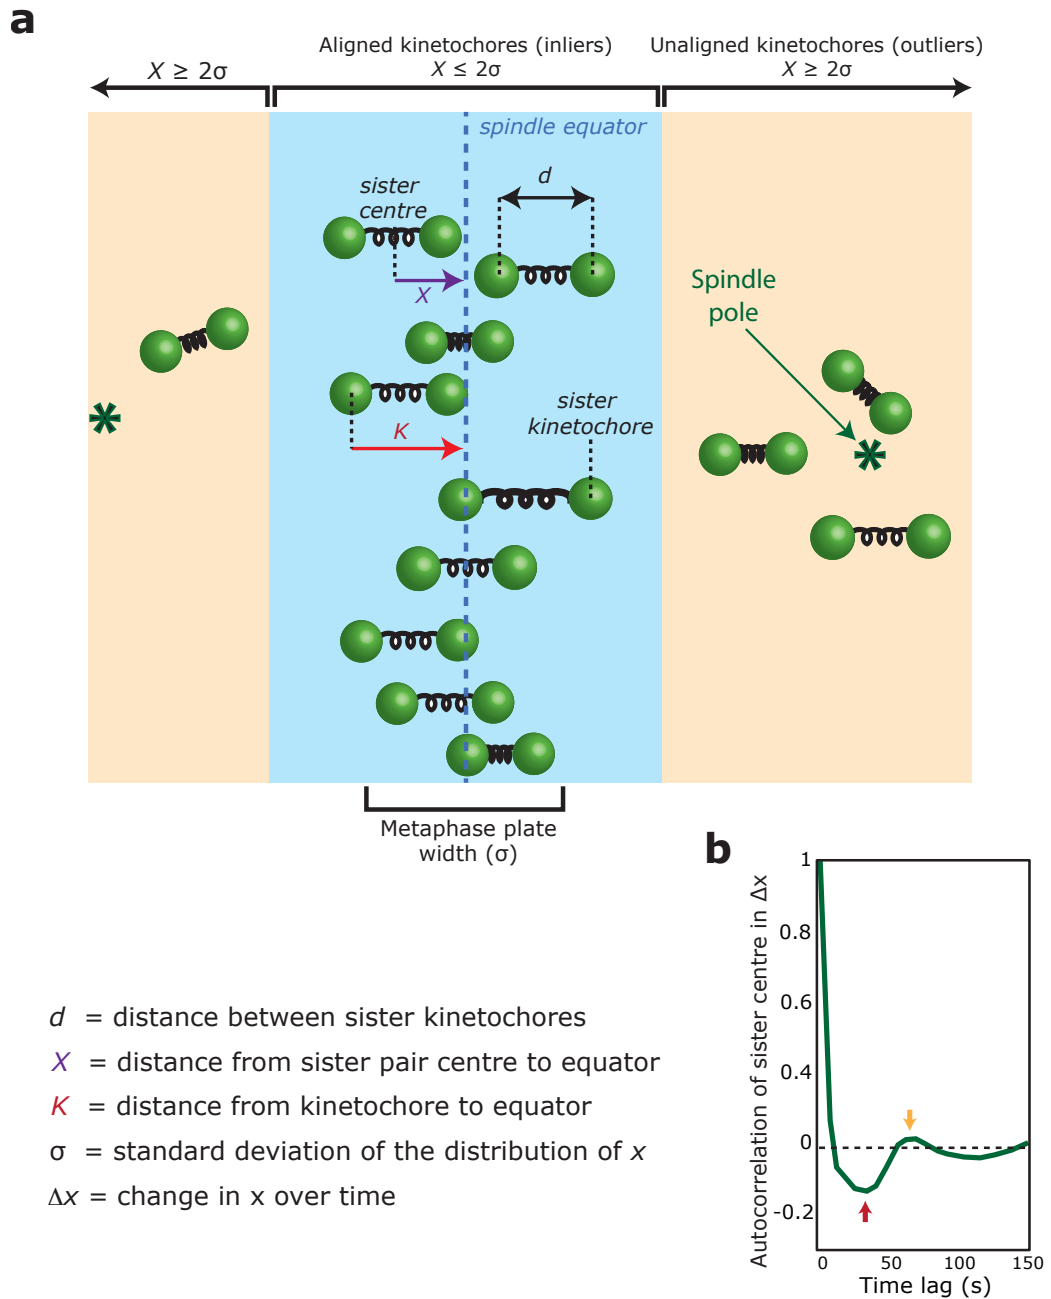 a
Aligned kinetochores (inliers)
Unaligned kinetochores (outliers)
X ≥ 2σ
X ≤ 2σ
X ≥ 2σ
spindle equator
sister
centre
d
X
Spindle
pole
K
sister
kinetochore
Metaphase plate
width (σ)
d = distance between sister kinetochores
X = distance from sister pair centre to equator
K = distance from kinetochore to equator
σ = standard deviation of the distribution of x
Δx = change in x over time
b
Autocorrelation of sister centre in Δx
1
0.8
0.6
0.4
0
-0.2
0 50 100 150
Time lag (s)